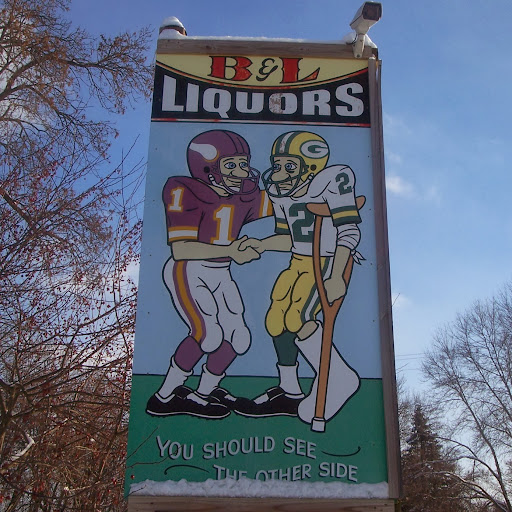 B & L
LIQUORS
G
1 1
2
2
YOU SHOULD SEE
THE OTHER SIDE